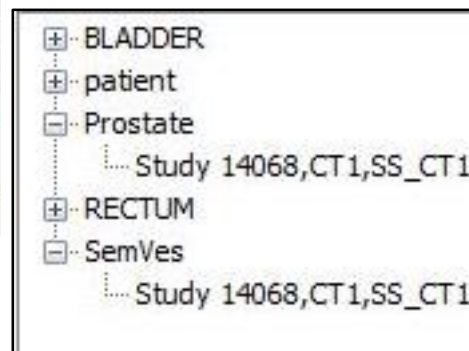 BLADDER
patient
Prostate
Study 14068,CT1,SS_CT1
RECTUM
SemVes
Study 14068,CT1,SS_CT1